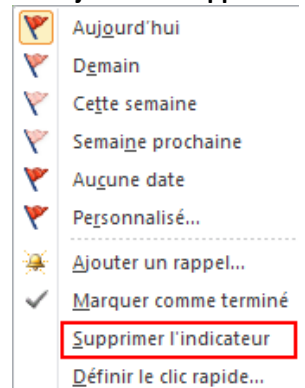 Aujourd'hui
Demain
Cette semaine
Semaine prochaine
Aucune date
Personnalisé...
Ajouter un rappel...
Marquer comme terminé
Supprimer l'indicateur
Définir le clic rapide...